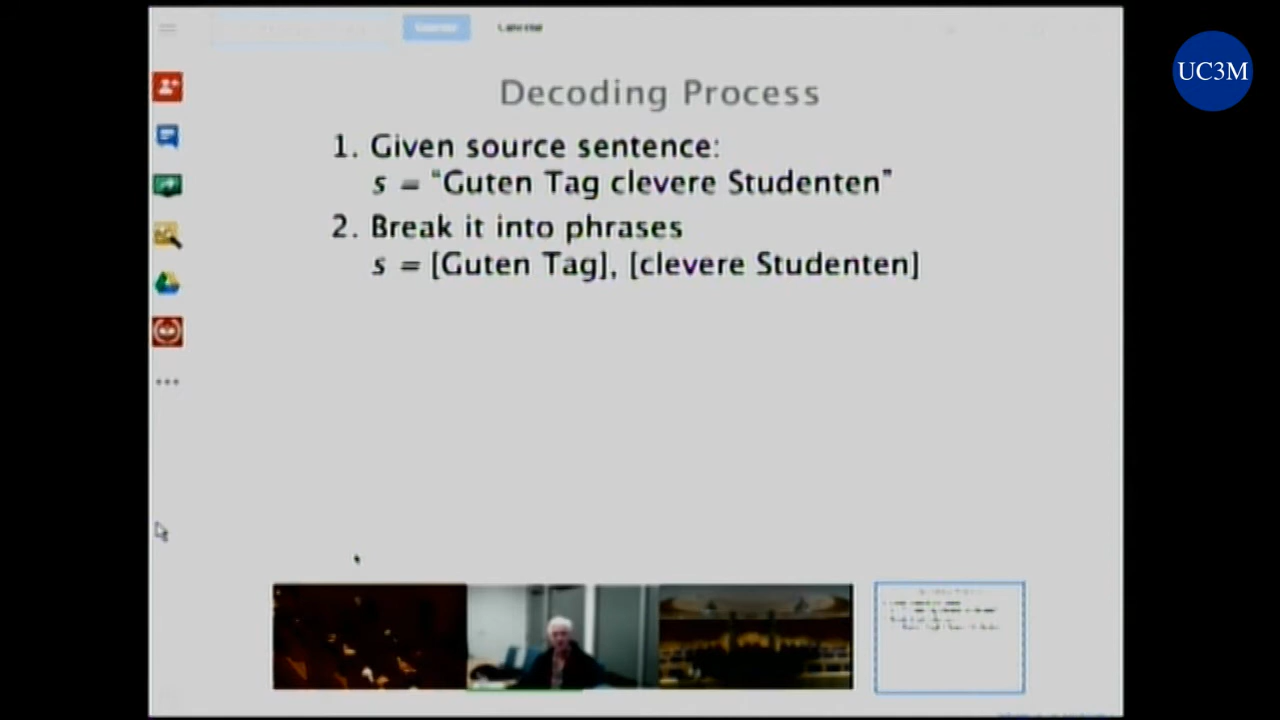 UC3M
Decoding Process
1. Given source sentence:
s = "Guten Tag clevere Studenten"
2. Break it into phrases
s = [Guten Tag], [clevere Studenten]